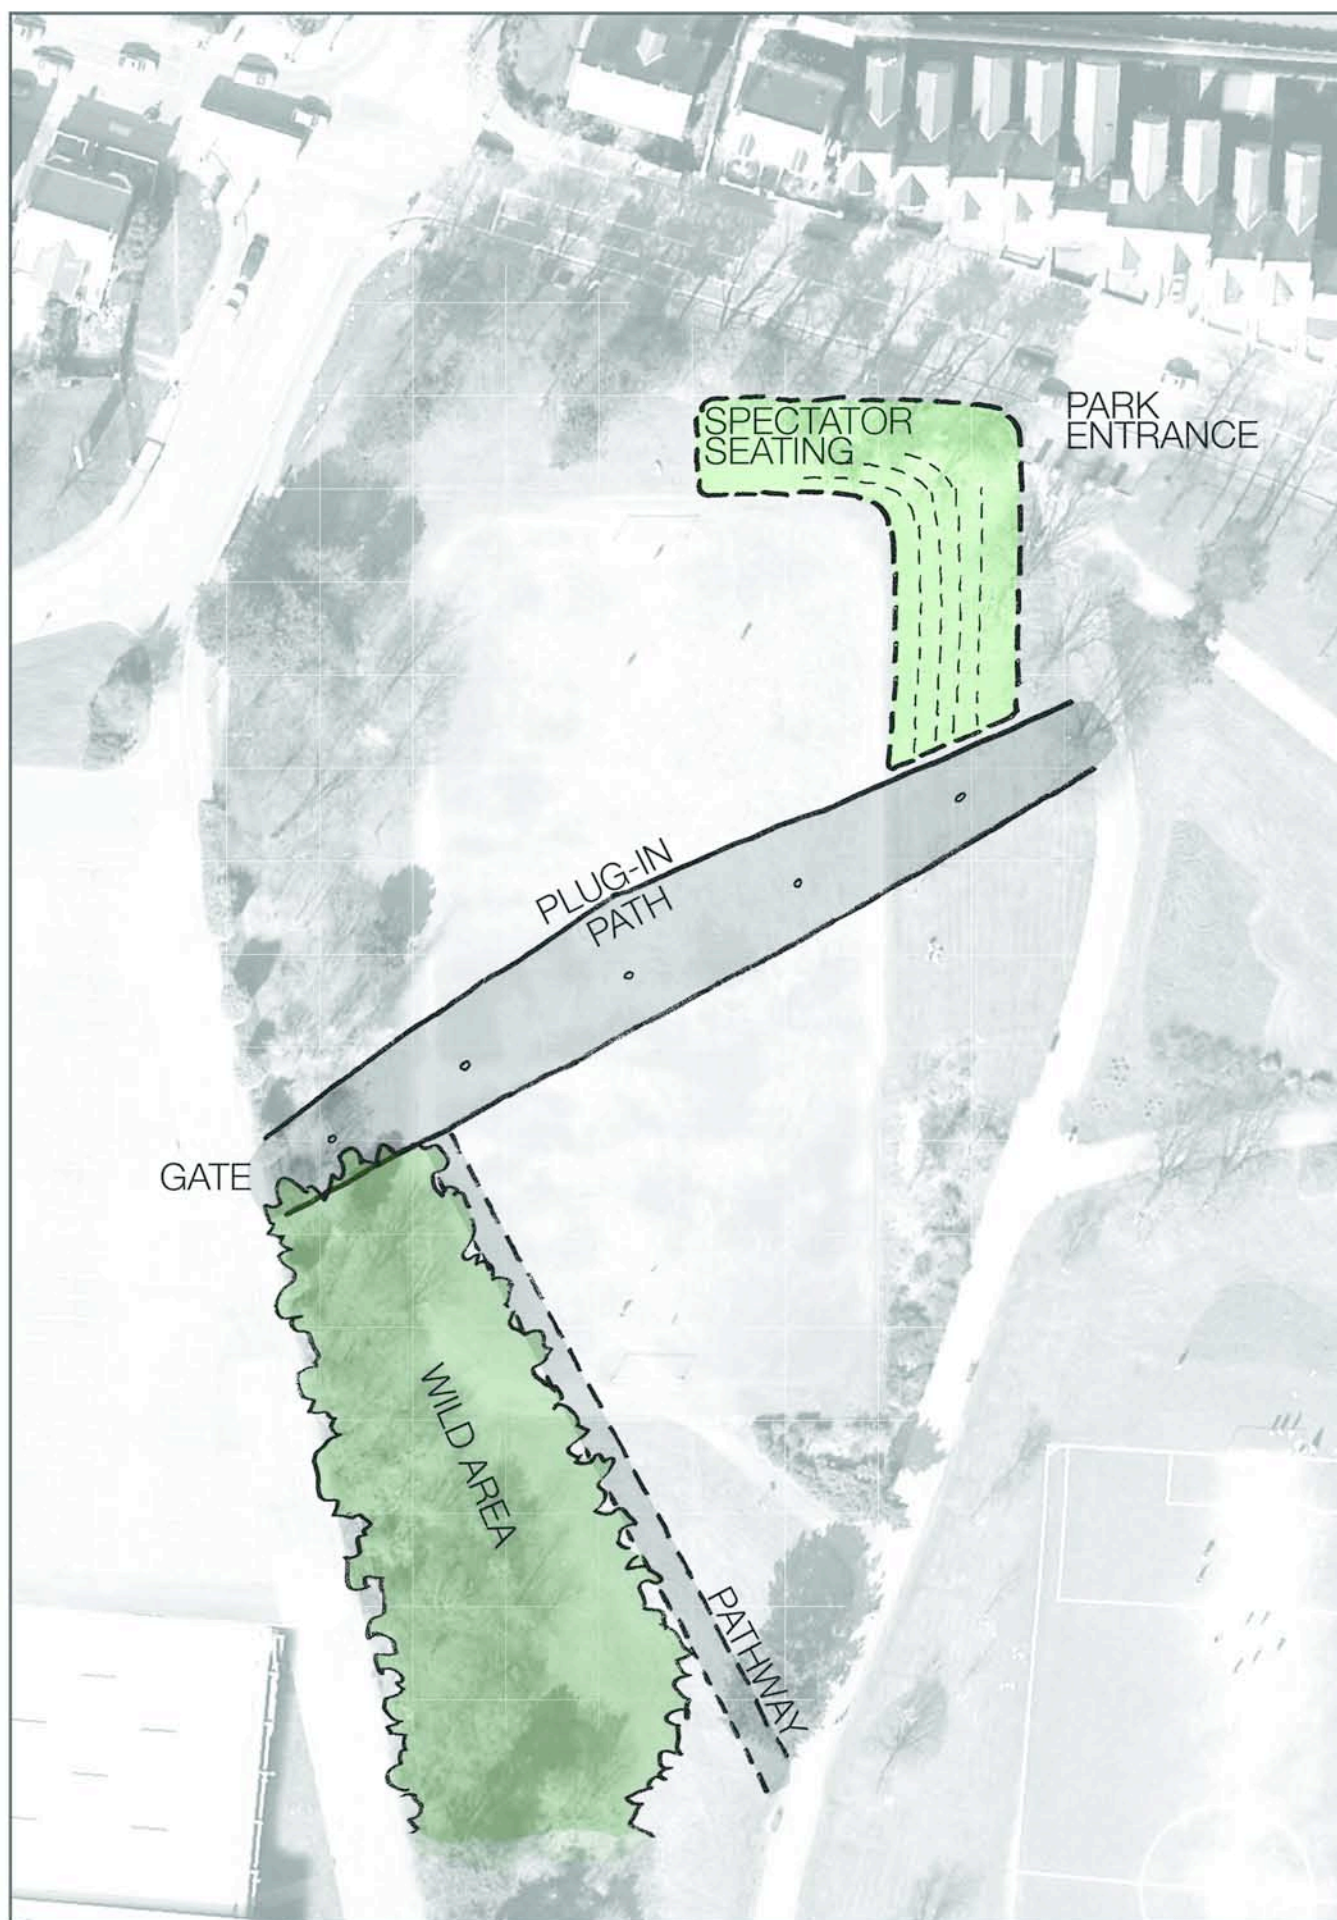 SPECTATOR
SEATING
PARK
ENTRANCE
PLUG-IN
PATH
GATE
WILD AREA
PATHWAY